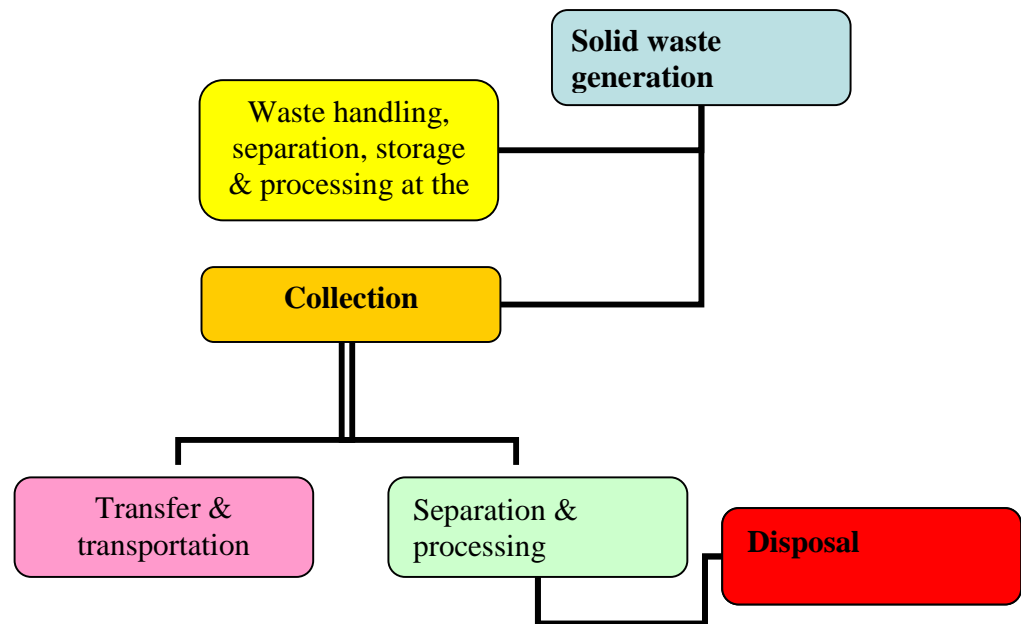 Solid waste
generation
Waste handling,
separation, storage
& processing at the
Collection
Transfer &
transportation
Separation &
processing
Disposal